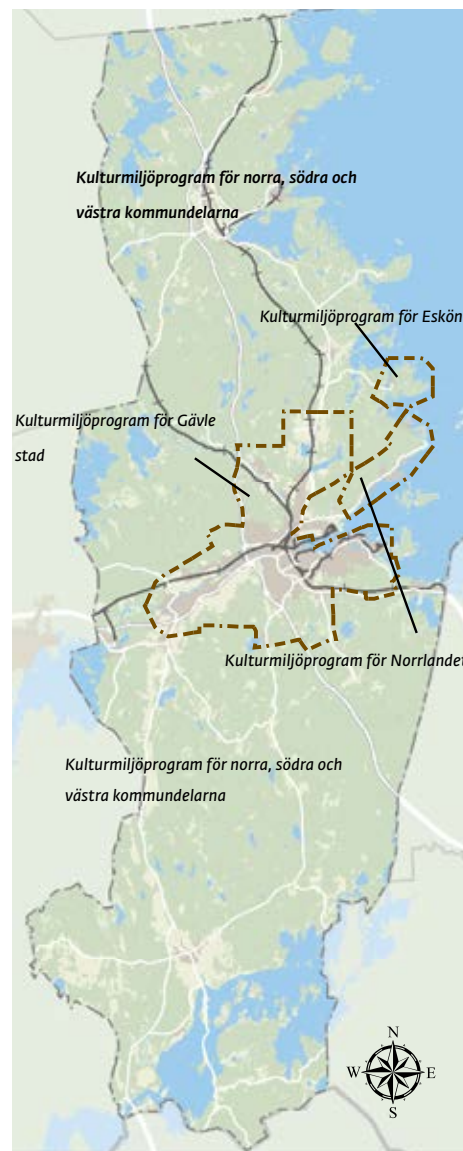 Kulturmiljöprogram för norra, södra och
västra kommundelarna
Kulturmiljöprogram för Eskön
Kulturmiljöprogram för Gävle
stad
Kulturmiljöprogram för Norrlandet
Kulturmiljöprogram för norra, södra och
västra kommundelarna
N
W E
S